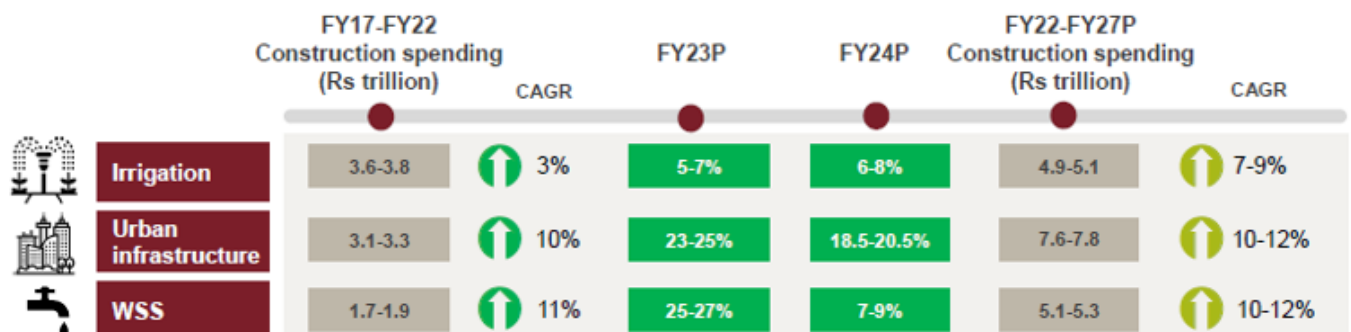 FY17-FY22
Construction spending
(Rs trillion)
CAGR
FY23P
FY24P
FY22-FY27P
Construction spending
(Rs trillion)
CAGR
Irrigation
3.6-3.8
3%
5-7%
6-8%
4.9-5.1
7-9%
Urban
infrastructure
3.1-3.3
10%
23-25%
18.5-20.5%
7.6-7.8
10-12%
WSS
1.7-1.9
11%
25-27%
7-9%
5.1-5.3
10-12%